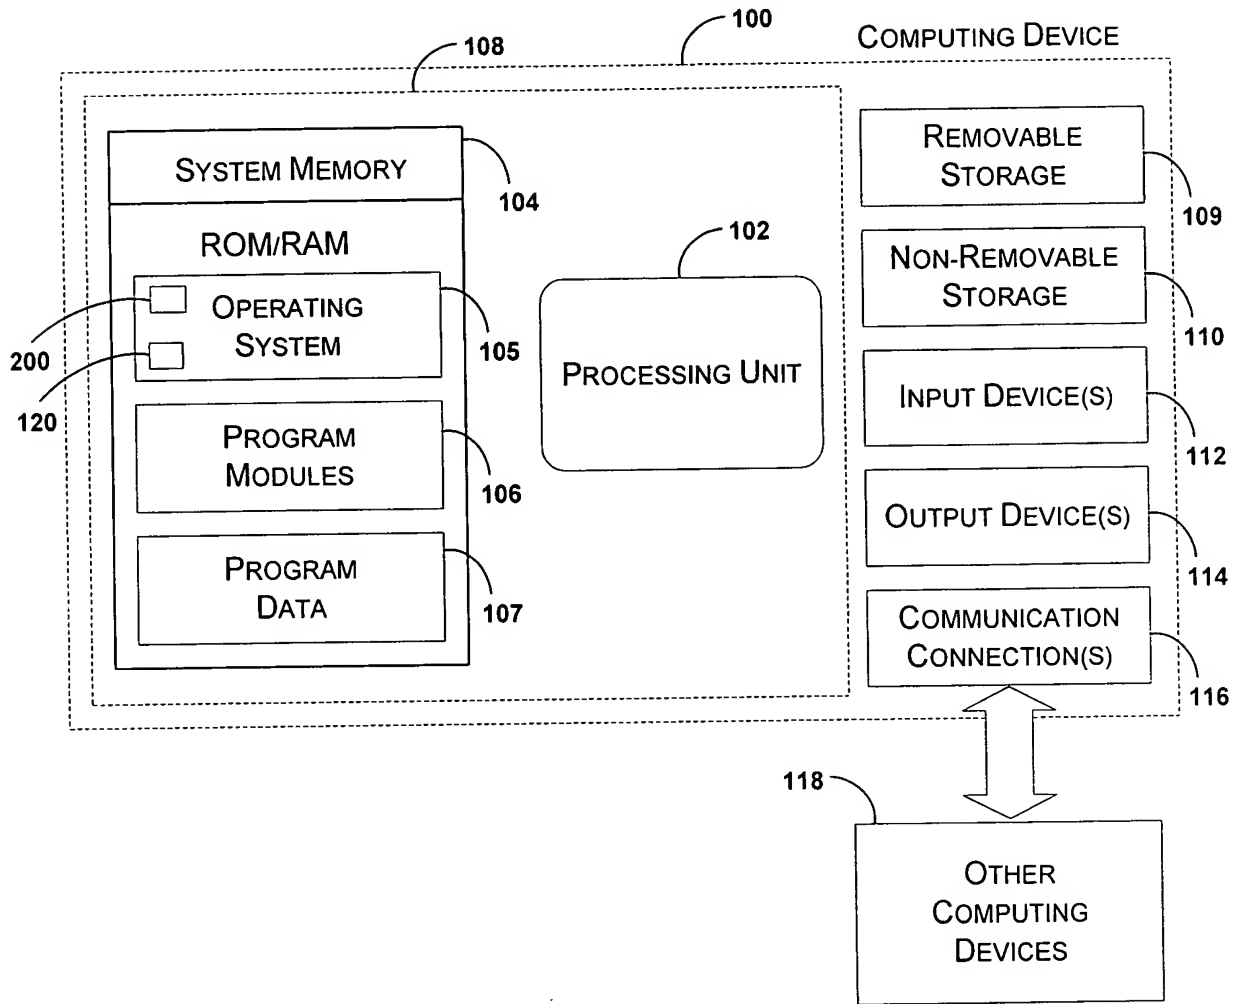 100
COMPUTING DEVICE
108
SYSTEM MEMORY
104
ROM/RAM
OPERATING
SYSTEM
200
120
105
PROGRAM
MODULES
106
PROGRAM
DATA
107
102
PROCESSING UNIT
REMOVABLE
STORAGE
109
NON-REMOVABLE
STORAGE
110
INPUT DEVICE(S)
112
OUTPUT DEVICE(S)
114
COMMUNICATION
CONNECTION(S)
116
118
OTHER
COMPUTING
DEVICES